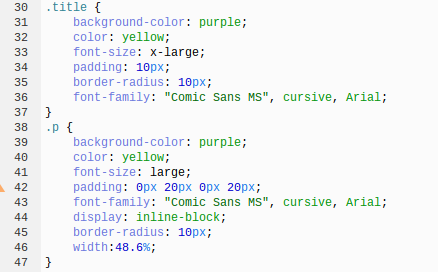 30 .title {
31 background-color: purple;
32 color: yellow;
33 font-size: x-large;
34 padding: 10px;
35 border-radius: 10px;
36 font-family: "Comic Sans MS", cursive, Arial;
37 }
38 .p {
39 background-color: purple;
40 color: yellow;
41 font-size: large;
42 padding: 0px 20px 0px 20px;
43 font-family: "Comic Sans MS", cursive, Arial;
44 display: inline-block;
45 border-radius: 10px;
46 width:48.6%;
47 }